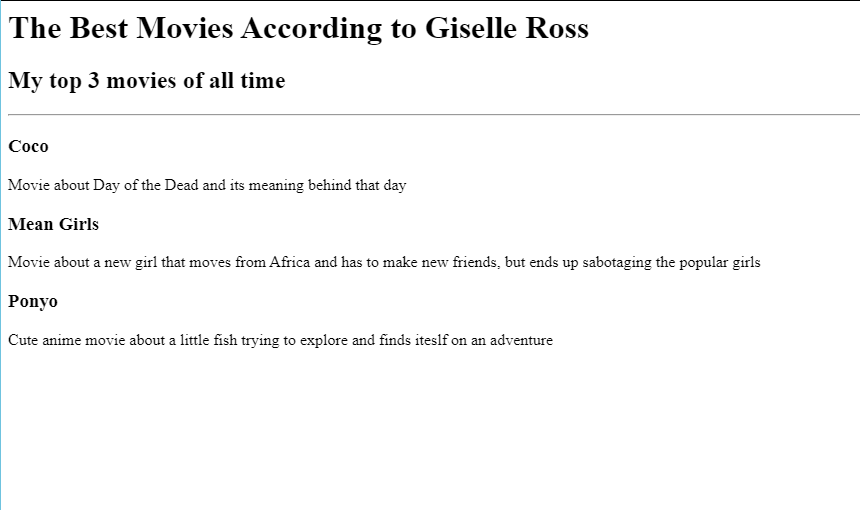 The Best Movies According to Giselle Ross
My top 3 movies of all time
Coco
Movie about Day of the Dead and its meaning behind that day
Mean Girls
Movie about a new girl that moves from Africa and has to make new friends, but ends up sabotaging the popular girls
Ponyo
Cute anime movie about a little fish trying to explore and finds iteslf on an adventure